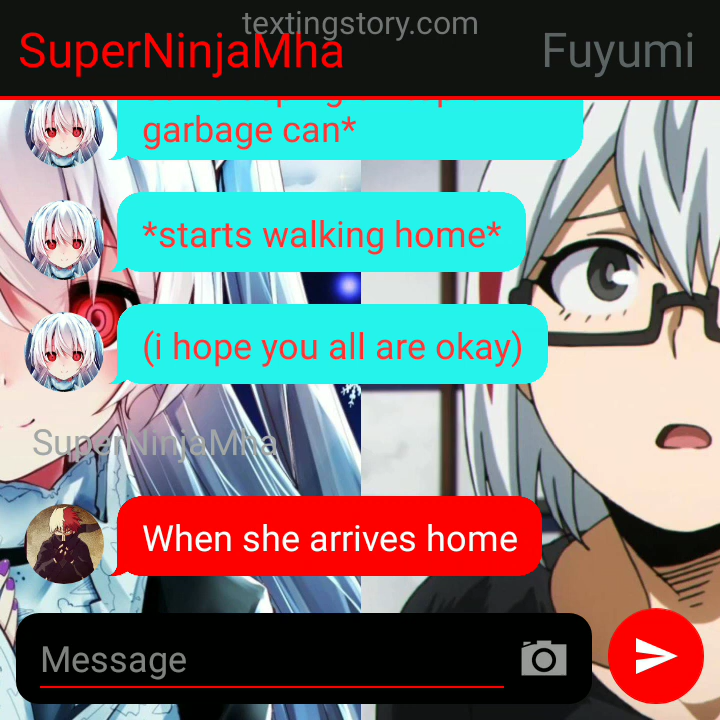 textingstory.com
SuperNinjaMha
Fuyumi
garbage can*
*starts walking home*
(i hope you all are okay)
SuperNinjaMha
When she arrives home
Message